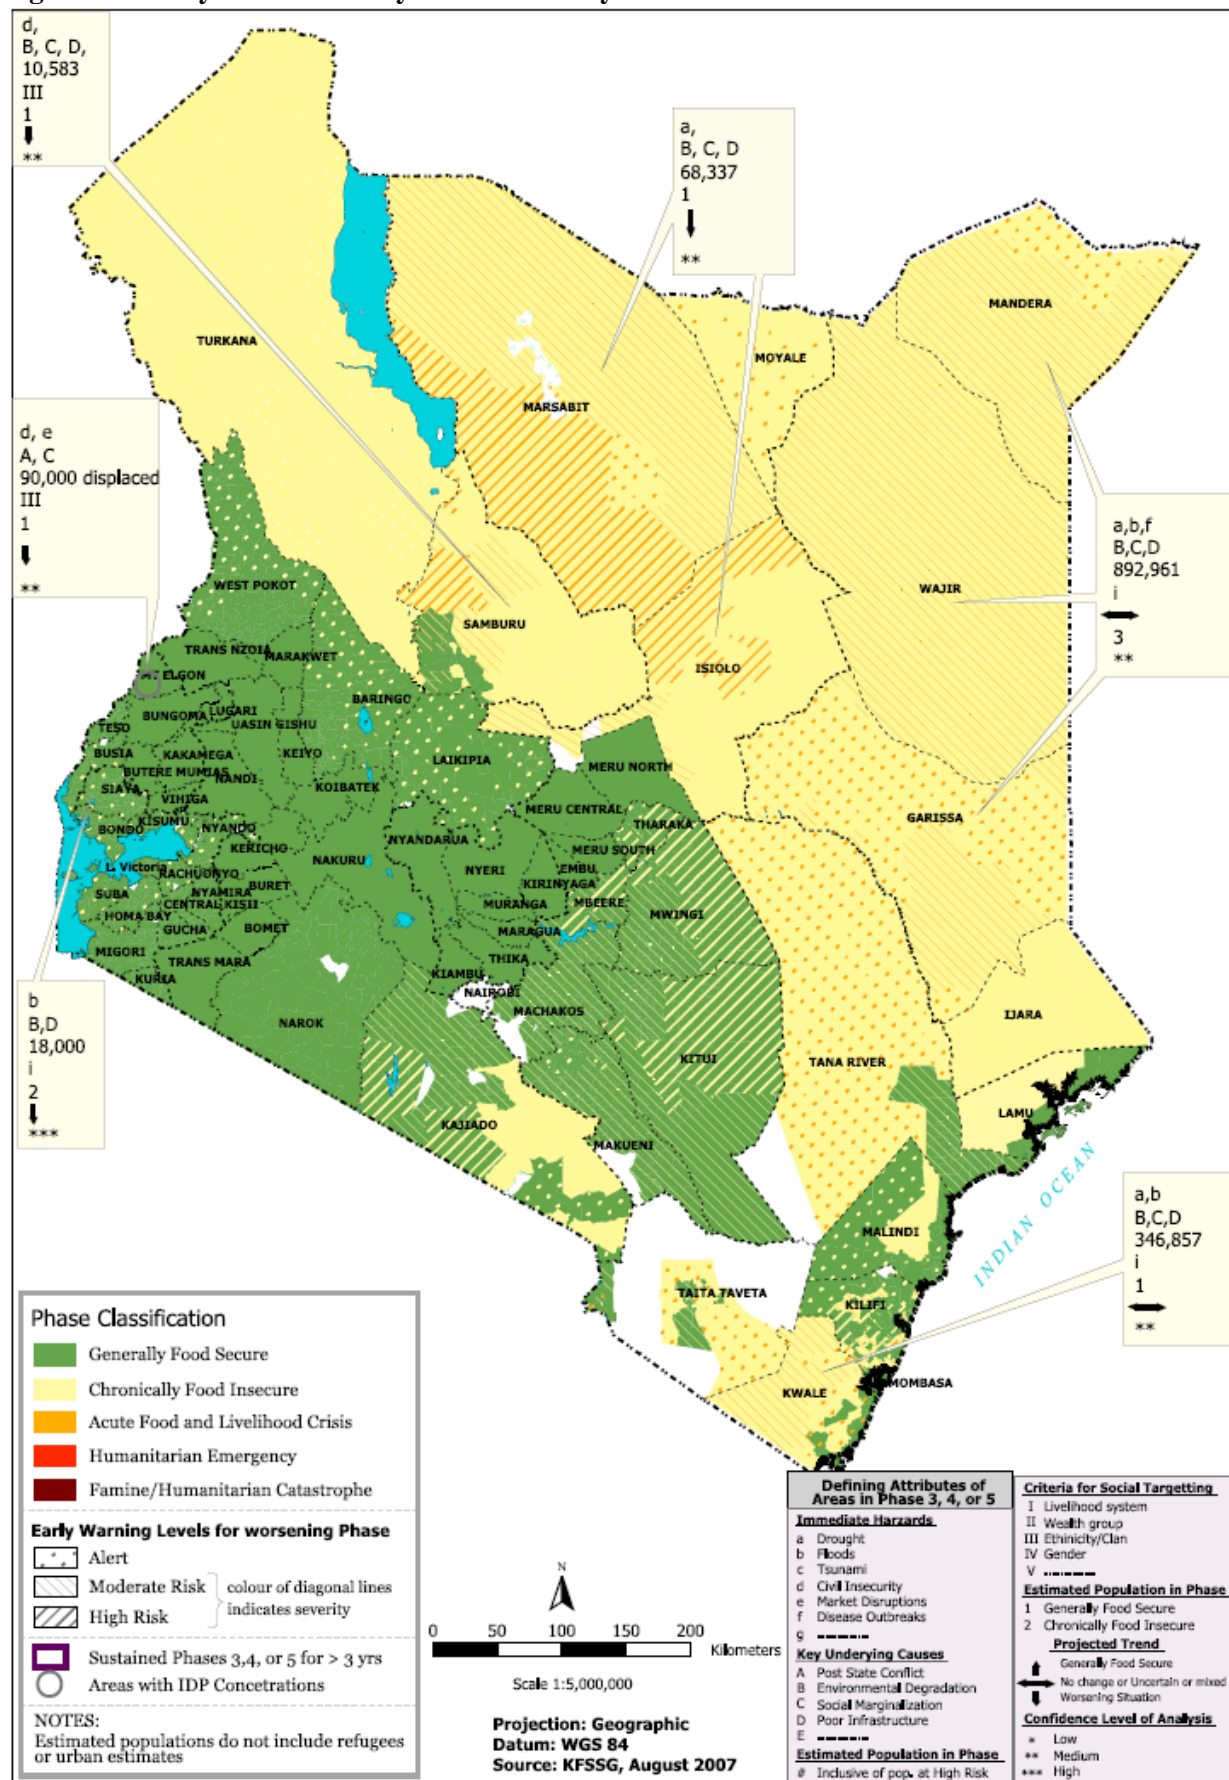 d,
B, C, D,
10,583
III
1
**
a,
B, C, D
68,337
1
**
MANDERA
TURKANA
MOYALE
MARSABIT
d, e
A, C
90,000 displaced
III
1
**
a,b,f
B,C,D
892,961
i
3
**
WAJIR
WEST POKOT
SAMBURU
TRANS NZOIA
MARAKWET
ISIOLO
ELGON
BARINGO
LUGARI
BUNGOMA
UASIN GISHU
TESO
BUSIA
KAKAMEGA
KEIYO
LAIKIPIA
MERU NORTH
BUTERE MUMIAS
NANDI
SIAYA
KOIBATEK
VIHIGA
MERU CENTRAL
GARISSA
KISUMU
BONDO
NYANDO
THARAKA
NYANDARUA
KERICHO
MERU SOUTH
NAKURU
L. Victoria
RACHUONYO
NYERI
EMBU
BURET
KIRINYAGA
SUBA
NYAMIRA
CENTRAL KISII
MURANGA
MBEERE
MWINGI
HOMA BAY
GUCHA
BOMET
MARAGUA
MIGORI
TRANS MARA
THIKA
KURIA
KIAMBU
NAIROBI
b
B,D
18,000
i
2
***
MACHAKOS
IJARA
NAROK
KITUI
TANA RIVER
LAMU
KAJIADO
MAKUENI
INDIAN OCEAN
a,b
B,C,D
346,857
i
1
**
MALINDI
TAITA TAVETA
KILIFI
KWALE
MOMBASA
Phase Classification
Generally Food Secure
Chronically Food Insecure
Acute Food and Livelihood Crisis
Humanitarian Emergency
Famine/Humanitarian Catastrophe
Early Warning Levels for worsening Phase
Alert
Moderate Risk
High Risk
colour of diagonal lines
indicates severity
Sustained Phases 3,4, or 5 for > 3 yrs
Areas with IDP Concetrations
NOTES:
Estimated populations do not include refugees
or urban estimates
N
0 50 100 150 200
Kilometers
Scale 1:5,000,000
Projection: Geographic
Datum: WGS 84
Source: KFSSG, August 2007
Defining Attributes of
Areas in Phase 3, 4, or 5
Immediate Harzards
a Drought
b Floods
c Tsunami
d Civil Insecurity
e Market Disruptions
f Disease Outbreaks
g
Key Underlying Causes
A Post State Conflict
B Environmental Degradation
C Social Marginalization
D Poor Infrastructure
E
Estimated Population in Phase
# Inclusive of pop. at High Risk
Criteria for Social Targetting
I Livelihood system
II Wealth group
III Ethinicity/Clan
IV Gender
V
Estimated Population in Phase
1 Generally Food Secure
2 Chronically Food Insecure
Projected Trend
Generally Food Secure
No change or Uncertain or mixed
Worsening Situation
Confidence Level of Analysis
* Low
** Medium
*** High